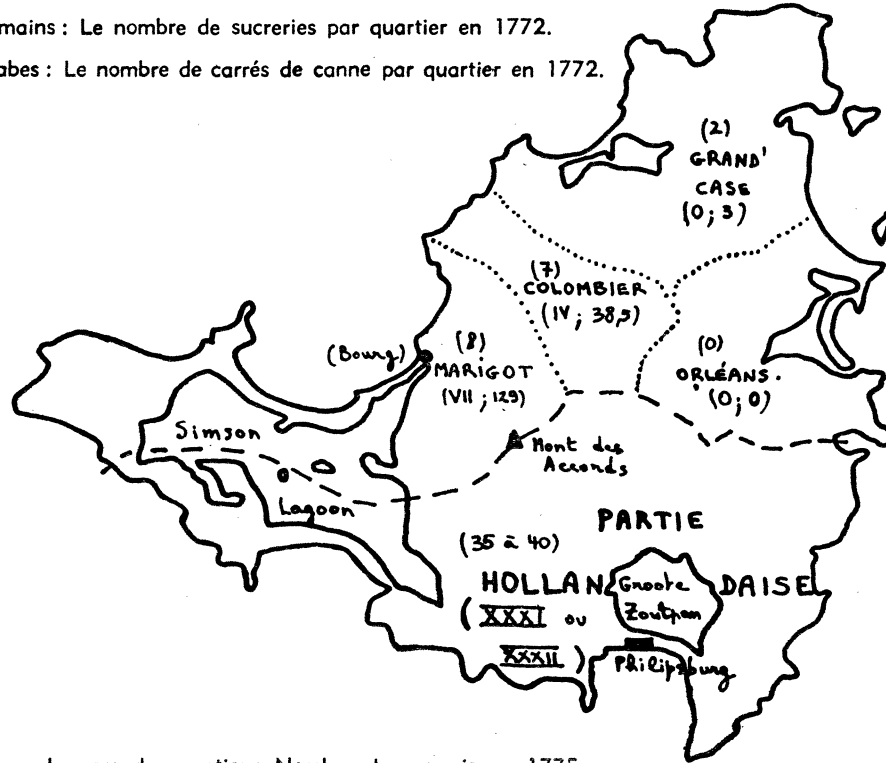 mains : Le nombre de sucreries par quartier en 1772.
abes : Le nombre de carrés de canne par quartier en 1772.
(2)
GRAND'
CASE
(0; 3)
(7)
COLOMBIER
(IV; 38,5)
(Bourg)
(8)
MARIGOT
(VII; 129)
(0)
ORLÉANS.
(0; 0)
Simson
Lagoon
Mont des
Accords
PARTIE
(35 à 40)
HOLLANDAISE
Groote
Zoutpan
(XXXI ou
XXXII)
Philipsburg
1775